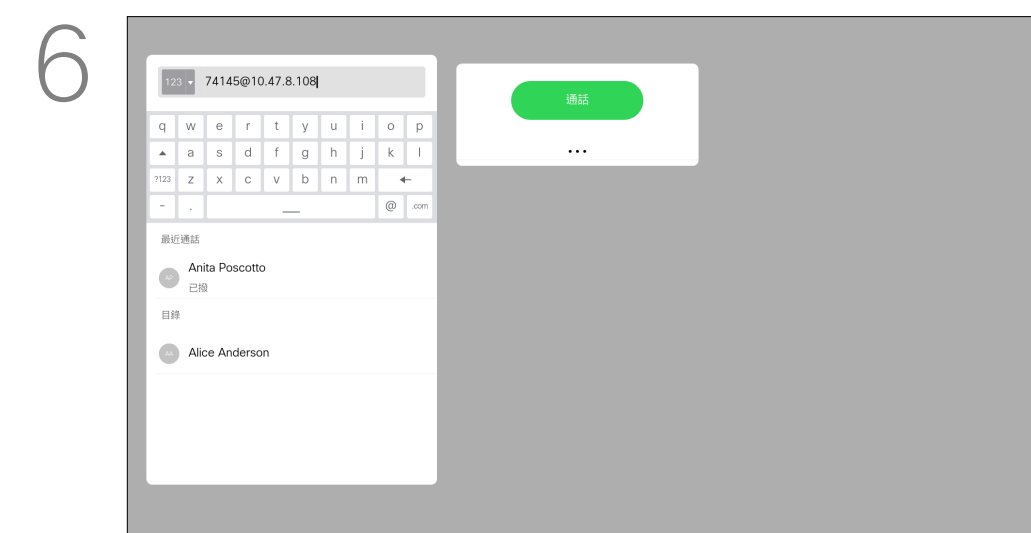 6
123 74145@10.47.8.108
通話
...
q w e r t y u i o p
a s d f g h j k l
?123 z x c v b n m
- . @ .com
最近通話
AP Anita Poscotto
已撥
目錄
AA Alice Anderson